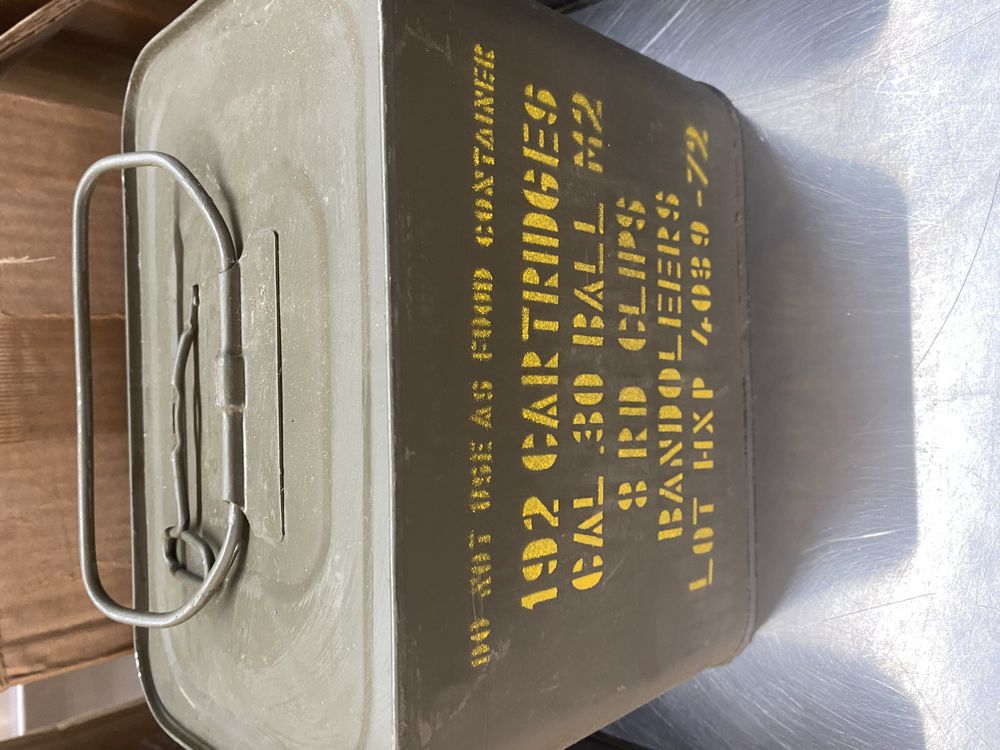 DO NOT USE AS FOOD CONTAINER
192 CARTRIDGES
CAL .30 BALL M2
8 RD CLIPS
BANDOLEERS
LOT HXP 4089-72